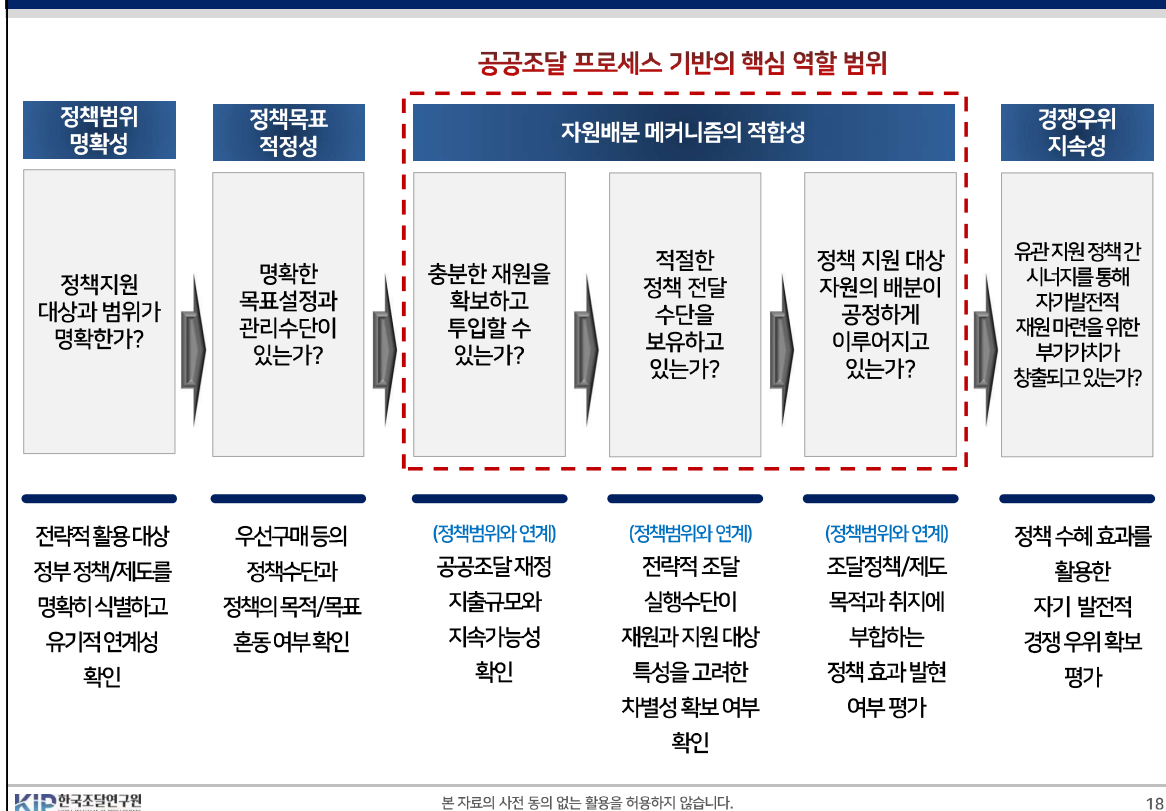 공공조달 프로세스 기반의 핵심 역할 범위
정책범위
명확성
정책지원
대상과 범위가
명확한가?
전략적 활용 대상
정부 정책/제도를
명확히 식별하고
유기적 연계성
확인
정책목표
적정성
명확한
목표설정과
관리수단이
있는가?
우선구매 등의
정책수단과
정책의 목적/목표
혼동 여부 확인
자원배분 메커니즘의 적합성
충분한 재원을
확보하고
투입할 수
있는가?
(정책범위와 연계)
공공조달 재정
지출규모와
지속가능성
확인
적절한
정책 전달
수단을
보유하고
있는가?
(정책범위와 연계)
전략적 조달
실행수단이
재원과 지원 대상
특성을 고려한
차별성 확보 여부
확인
정책 지원 대상
자원의 배분이
공정하게
이루어지고
있는가?
(정책범위와 연계)
조달정책/제도
목적과 취지에
부합하는
정책 효과 발현
여부 평가
경쟁우위
지속성
유관 지원 정책 간
시너지를 통해
자가발전적
재원 마련을 위한
부가가치가
창출되고 있는가?
정책 수혜 효과를
활용한
자기 발전적
경쟁 우위 확보
평가
KIP 한국조달연구원
본 자료의 사전 동의 없는 활용을 허용하지 않습니다.
18